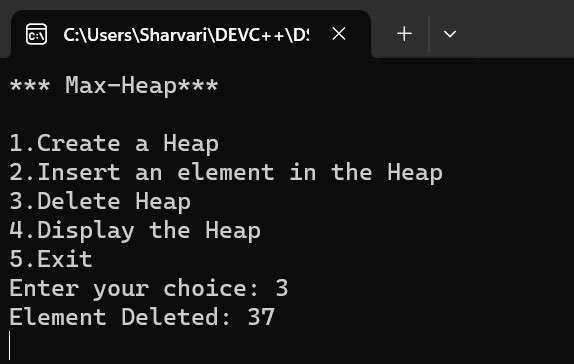 C:\Users\Sharvari\DEVC++\DS
*** Max-Heap***
1.Create a Heap
2.Insert an element in the Heap
3.Delete Heap
4.Display the Heap
5.Exit
Enter your choice: 3
Element Deleted: 37